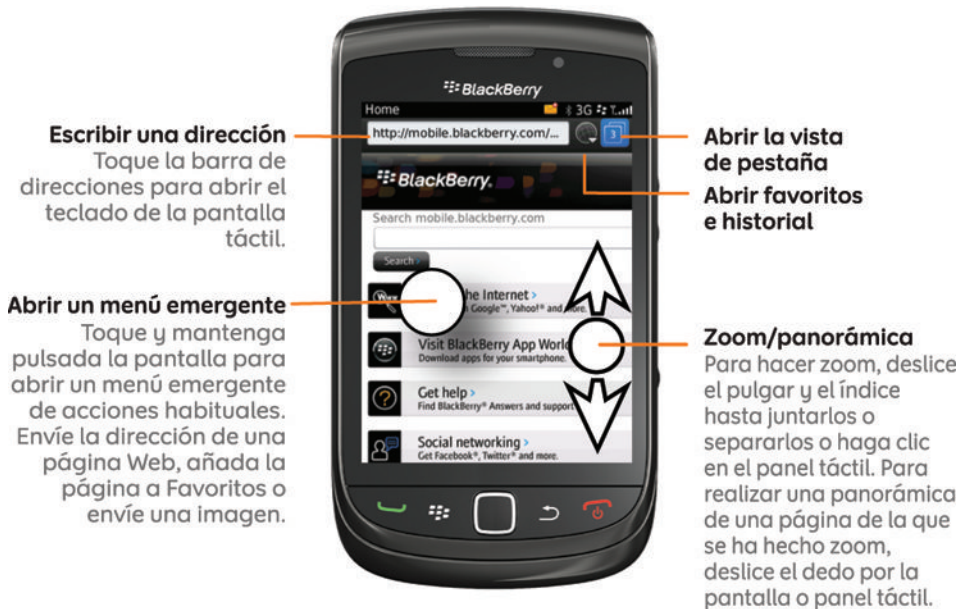 BlackBerry
Home
3G
http://mobile.blackberry.com/...
3
BlackBerry®
Search mobile.blackberry.com
Search ›
he Internet ›
Google™, Yahoo!® and more.
Visit BlackBerry App World
Download apps for your smartphone.
Get help ›
Find BlackBerry® Answers and support
Social networking ›
Get Facebook®, Twitter® and more.
Escribir una dirección
Toque la barra de
direcciones para abrir el
teclado de la pantalla
táctil.
Abrir un menú emergente
Toque y mantenga
pulsada la pantalla para
abrir un menú emergente
de acciones habituales.
Envíe la dirección de una
página Web, añada la
página a Favoritos o
envíe una imagen.
Abrir la vista
de pestaña
Abrir favoritos
e historial
Zoom/panorámica
Para hacer zoom, deslice
el pulgar y el índice
hasta juntarlos o
separarlos o haga clic
en el panel táctil. Para
realizar una panorámica
de una página de la que
se ha hecho zoom,
deslice el dedo por la
pantalla o panel táctil.